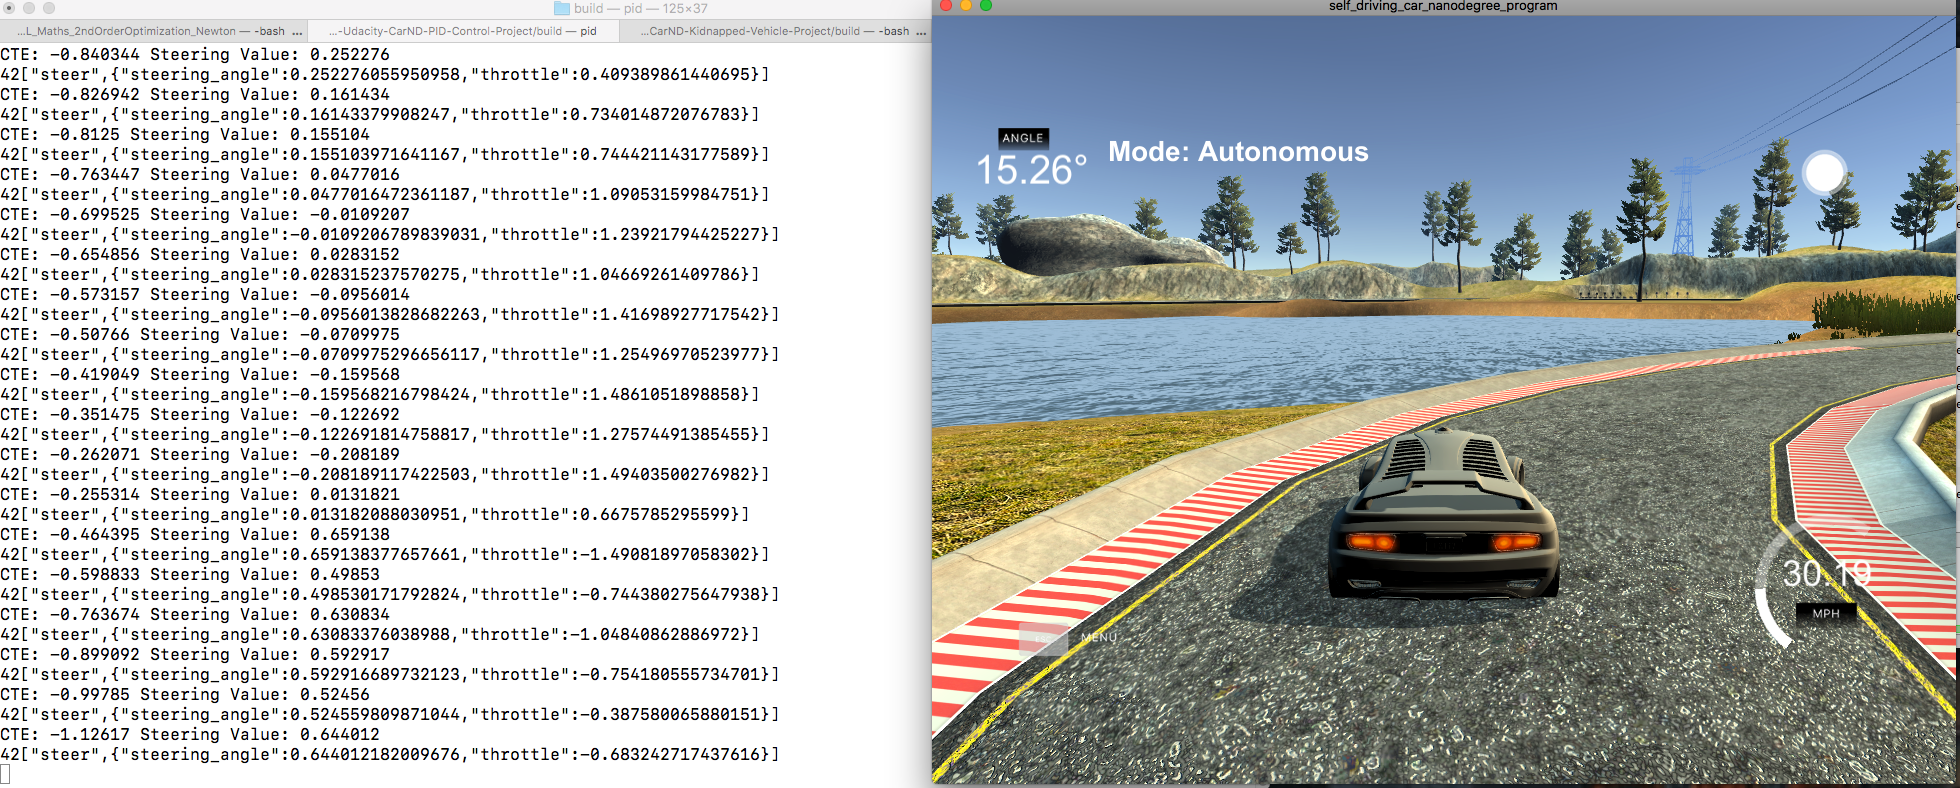 build — pid — 125×37
...L_Maths_2ndOrderOptimization_Newton — -bash ...
...-Udacity-CarND-PID-Control-Project/build — pid
...CarND-Kidnapped-Vehicle-Project/build — -bash ...
CTE: -0.840344 Steering Value: 0.252276
42["steer",{"steering_angle":0.252276055950958,"throttle":0.409389861440695}]
CTE: -0.826942 Steering Value: 0.161434
42["steer",{"steering_angle":0.16143379908247,"throttle":0.734014872076783}]
CTE: -0.8125 Steering Value: 0.155104
42["steer",{"steering_angle":0.155103971641167,"throttle":0.744421143177589}]
CTE: -0.763447 Steering Value: 0.0477016
42["steer",{"steering_angle":0.0477016472361187,"throttle":1.09053159984751}]
CTE: -0.699525 Steering Value: -0.0109207
42["steer",{"steering_angle":-0.0109206789839031,"throttle":1.23921794425227}]
CTE: -0.654856 Steering Value: 0.0283152
42["steer",{"steering_angle":0.028315237570275,"throttle":1.04669261409786}]
CTE: -0.573157 Steering Value: -0.0956014
42["steer",{"steering_angle":-0.0956013828682263,"throttle":1.41698927717542}]
CTE: -0.50766 Steering Value: -0.0709975
42["steer",{"steering_angle":-0.0709975296656117,"throttle":1.25496970523977}]
CTE: -0.419049 Steering Value: -0.159568
42["steer",{"steering_angle":-0.159568216798424,"throttle":1.4861051898858}]
CTE: -0.351475 Steering Value: -0.122692
42["steer",{"steering_angle":-0.122691814758817,"throttle":1.27574491385455}]
CTE: -0.262071 Steering Value: -0.208189
42["steer",{"steering_angle":-0.208189117422503,"throttle":1.49403500276982}]
CTE: -0.255314 Steering Value: 0.0131821
42["steer",{"steering_angle":0.013182088030951,"throttle":0.6675785295599}]
CTE: -0.464395 Steering Value: 0.659138
42["steer",{"steering_angle":0.659138377657661,"throttle":-1.49081897058302}]
CTE: -0.598833 Steering Value: 0.49853
42["steer",{"steering_angle":0.498530171792824,"throttle":-0.744380275647938}]
CTE: -0.763674 Steering Value: 0.630834
42["steer",{"steering_angle":0.63083376038988,"throttle":-1.04840862886972}]
CTE: -0.899092 Steering Value: 0.592917
42["steer",{"steering_angle":0.592916689732123,"throttle":-0.754180555734701}]
CTE: -0.99785 Steering Value: 0.52456
42["steer",{"steering_angle":0.524559809871044,"throttle":-0.387580065880151}]
CTE: -1.12617 Steering Value: 0.644012
42["steer",{"steering_angle":0.644012182009676,"throttle":-0.683242717437616}]
self_driving_car_nanodegree_program
ANGLE
15.26°
Mode: Autonomous
30.19
MPH
MENU